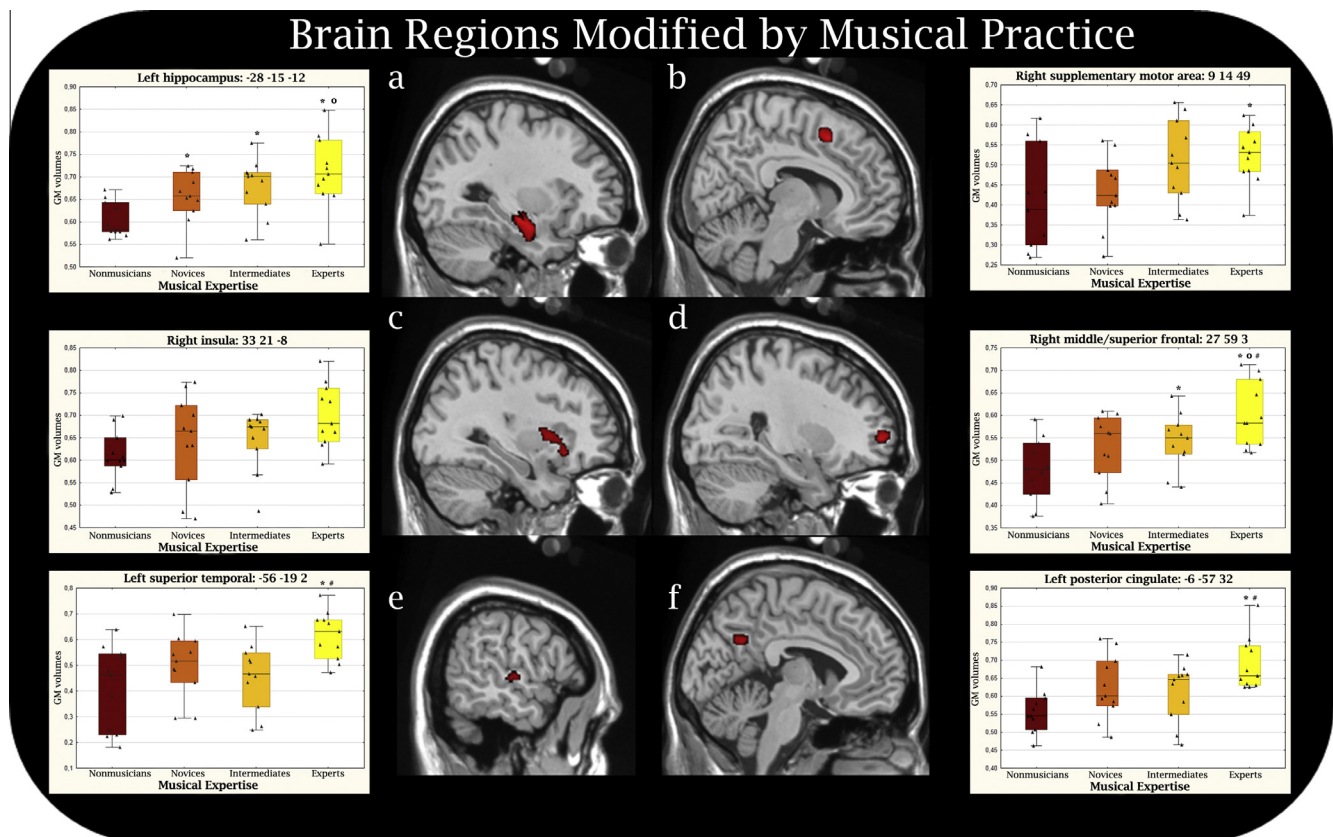 Brain Regions Modified by Musical Practice
Left hippocampus: -28 -15 -12
GM volumes
0,90
0,85
0,80
0,75
0,70
0,65
0,60
0,55
0,50
*
*
* o
Nonmusicians Novices Intermediates Experts
Musical Expertise
a
b
Right supplementary motor area: 9 14 49
GM volumes
0,70
0,65
0,60
0,55
0,50
0,45
0,40
0,35
0,30
0,25
*
Nonmusicians Novices Intermediates Experts
Musical Expertise
Right insula: 33 21 -8
GM volumes
0,85
0,80
0,75
0,70
0,65
0,60
0,55
0,50
0,45
Nonmusicians Novices Intermediates Experts
Musical Expertise
c
d
Right middle/superior frontal: 27 59 3
GM volumes
0,75
0,70
0,65
0,60
0,55
0,50
0,45
0,40
0,35
*
* o #
Nonmusicians Novices Intermediates Experts
Musical Expertise
Left superior temporal: -56 -19 2
GM volumes
0,8
0,7
0,6
0,5
0,4
0,3
0,2
0,1
* #
Nonmusicians Novices Intermediates Experts
Musical Expertise
e
f
Left posterior cingulate: -6 -57 32
GM volumes
0,90
0,85
0,80
0,75
0,70
0,65
0,60
0,55
0,50
0,45
0,40
* #
Nonmusicians Novices Intermediates Experts
Musical Expertise